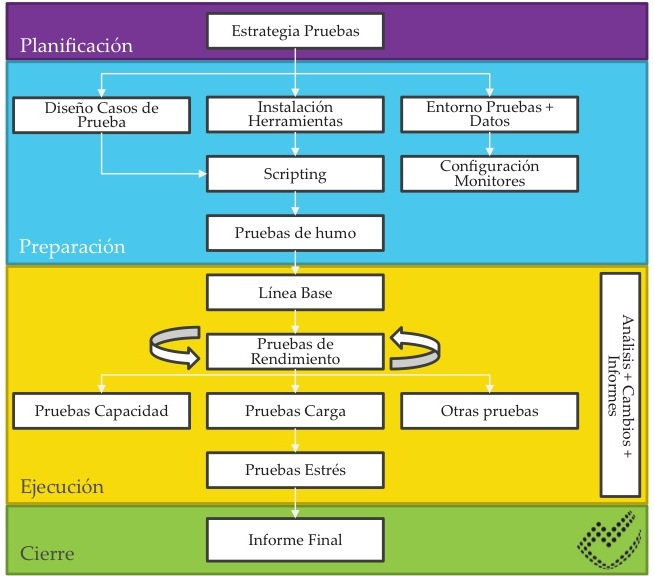 Estrategia Pruebas
Planificación
Diseño Casos de
Prueba
Instalación
Herramientas
Entorno Pruebas +
Datos
Scripting
Configuración
Monitores
Pruebas de humo
Preparación
Línea Base
Pruebas de
Rendimiento
Análisis + Cambios +
Informes
Pruebas Capacidad
Pruebas Carga
Otras pruebas
Pruebas Estrés
Ejecución
Informe Final
Cierre